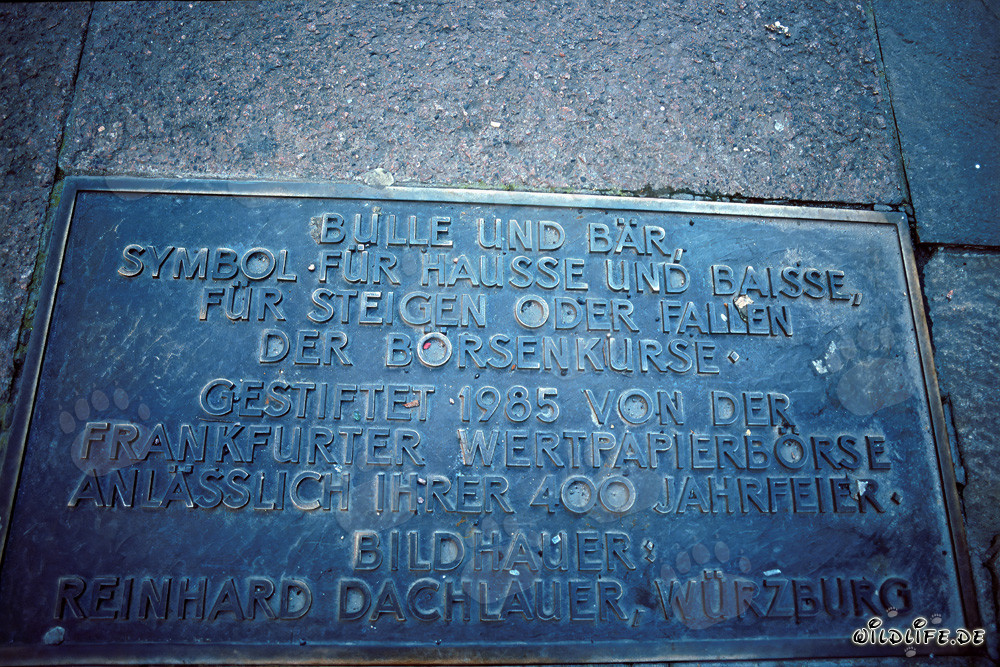 BULLE UND BÄR,
SYMBOL FÜR HAUSSE UND BAISSE,
FÜR STEIGEN ODER FALLEN
DER BÖRSENKURSE.
GESTIFTET 1985 VON DER
FRANKFURTER WERTPAPIERBÖRSE
ANLÄSSLICH IHRER 400 JAHRFEIER.
BILDHAUER:
REINHARD DACHLAUER, WÜRZBURG
WILDLIFE.DE